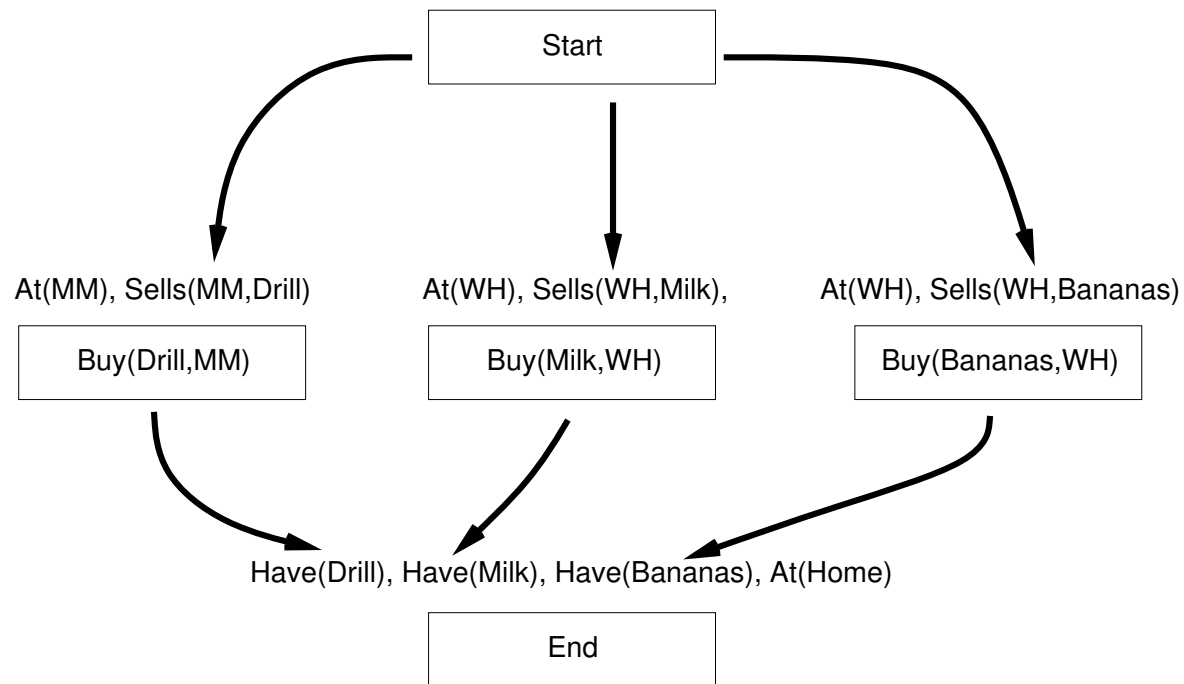 Start
At(MM), Sells(MM,Drill)
At(WH), Sells(WH,Milk),
At(WH), Sells(WH,Bananas)
Buy(Drill,MM)
Buy(Milk,WH)
Buy(Bananas,WH)
Have(Drill), Have(Milk), Have(Bananas), At(Home)
End